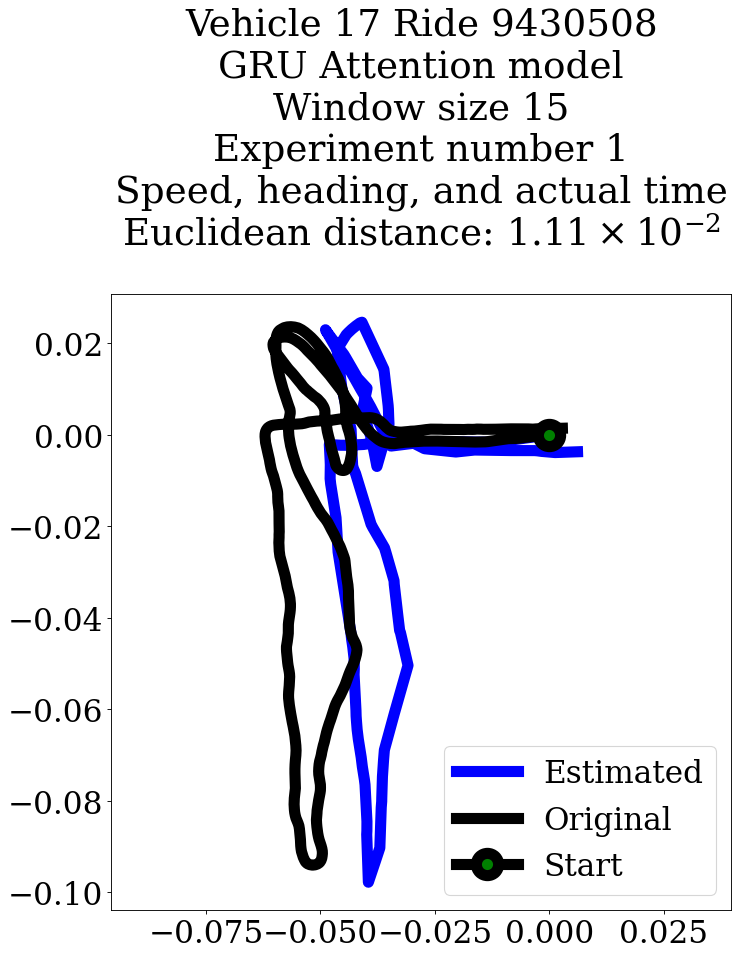 Vehicle 17 Ride 9430508
GRU Attention model
Window size 15
Experiment number 1
Speed, heading, and actual time
Euclidean distance: 1.11 × 10⁻²
0.02
0.00
−0.02
−0.04
−0.06
−0.08
−0.10
Estimated
Original
Start
−0.075 −0.050 −0.025 0.000 0.025